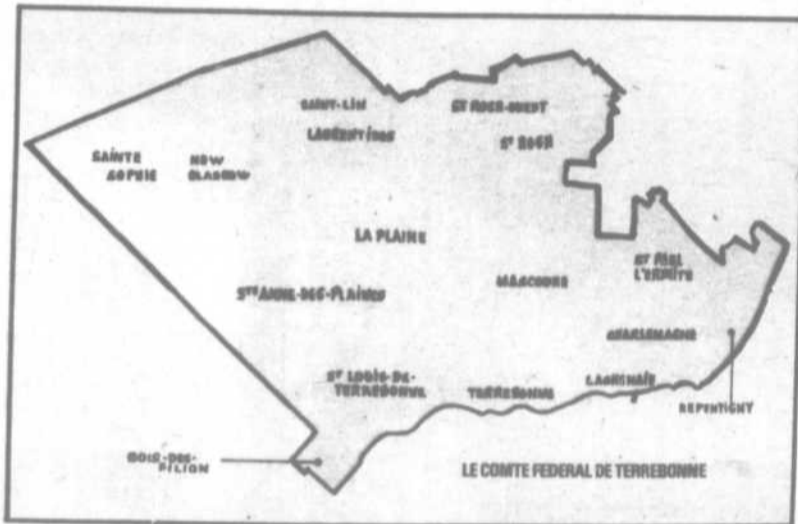 SAINT-LIN
LAURENTIDES
ST ROCH-OUEST
ST ROCH
SAINTE
SOPHIE
NEW
GLASGOW
LA PLAINE
STE ANNE-DES-PLAINES
MASCOUCHE
ST PAUL
L'ERMITE
CHARLEMAGNE
ST LOUIS-DE-
TERREBONNE
TERREBONNE
LACHENAIE
REPENTIGNY
BOIS-DES-
FILION
LE COMTE FEDERAL DE TERREBONNE